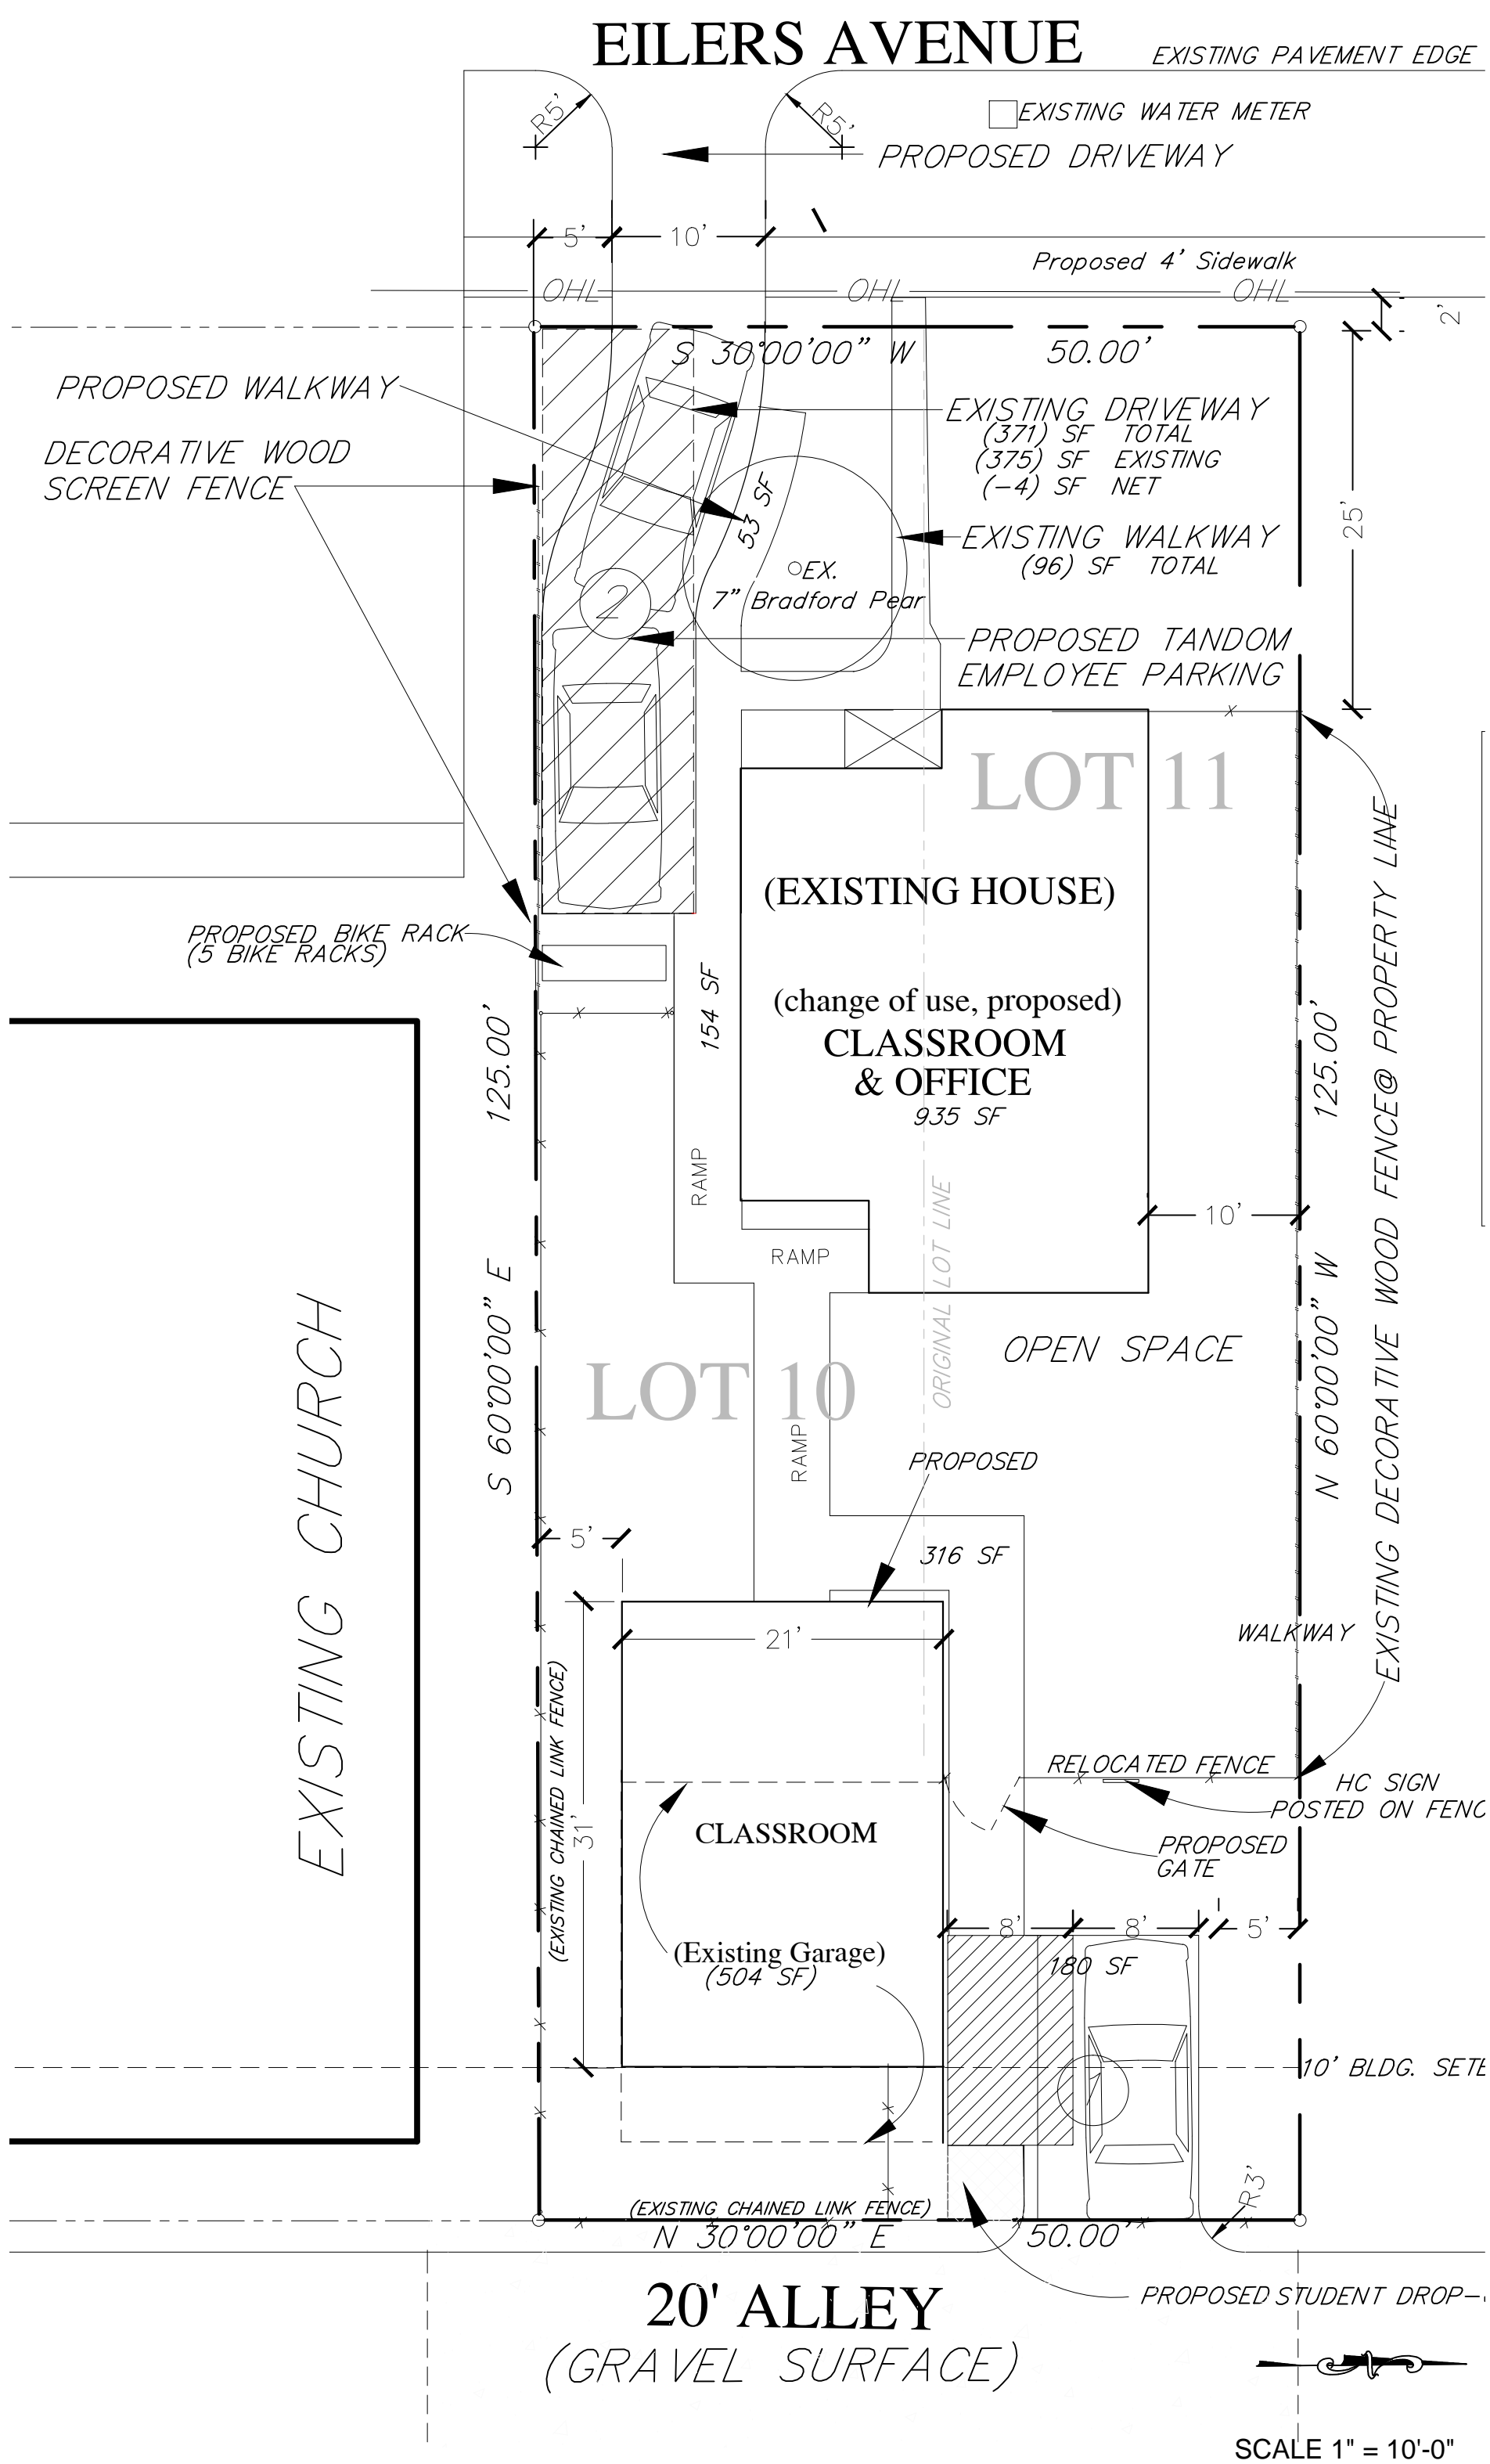 EILERS AVENUE
EXISTING PAVEMENT EDGE
R5'
R5'
EXISTING WATER METER
PROPOSED DRIVEWAY
5'
10'
Proposed 4' Sidewalk
OHL
OHL
OHL
2'
S 30°00'00" W
50.00'
PROPOSED WALKWAY
EXISTING DRIVEWAY
(371) SF TOTAL
(375) SF EXISTING
(-4) SF NET
DECORATIVE WOOD
SCREEN FENCE
53 SF
25'
EXISTING WALKWAY
(96) SF TOTAL
EX.
7" Bradford Pear
2
PROPOSED TANDOM
EMPLOYEE PARKING
LOT 11
(EXISTING HOUSE)
PROPOSED BIKE RACK
(5 BIKE RACKS)
154 SF
(change of use, proposed)
CLASSROOM
& OFFICE
935 SF
125.00'
125.00'
EXISTING DECORATIVE WOOD FENCE@ PROPERTY LINE
RAMP
10'
RAMP
ORIGINAL LOT LINE
S 60°00'00" E
N 60°00'00" W
EXISTING CHURCH
OPEN SPACE
LOT 10
RAMP
PROPOSED
5'
316 SF
21'
WALKWAY
(EXISTING CHAINED LINK FENCE)
31'
RELOCATED FENCE
HC SIGN
POSTED ON FENC
CLASSROOM
PROPOSED
GATE
8'
8'
5'
(Existing Garage)
(504 SF)
180 SF
10' BLDG. SETB
1
R3'
(EXISTING CHAINED LINK FENCE)
N 30°00'00" E
50.00'
PROPOSED STUDENT DROP-
20' ALLEY
(GRAVEL SURFACE)
SCALE 1" = 10'-0"